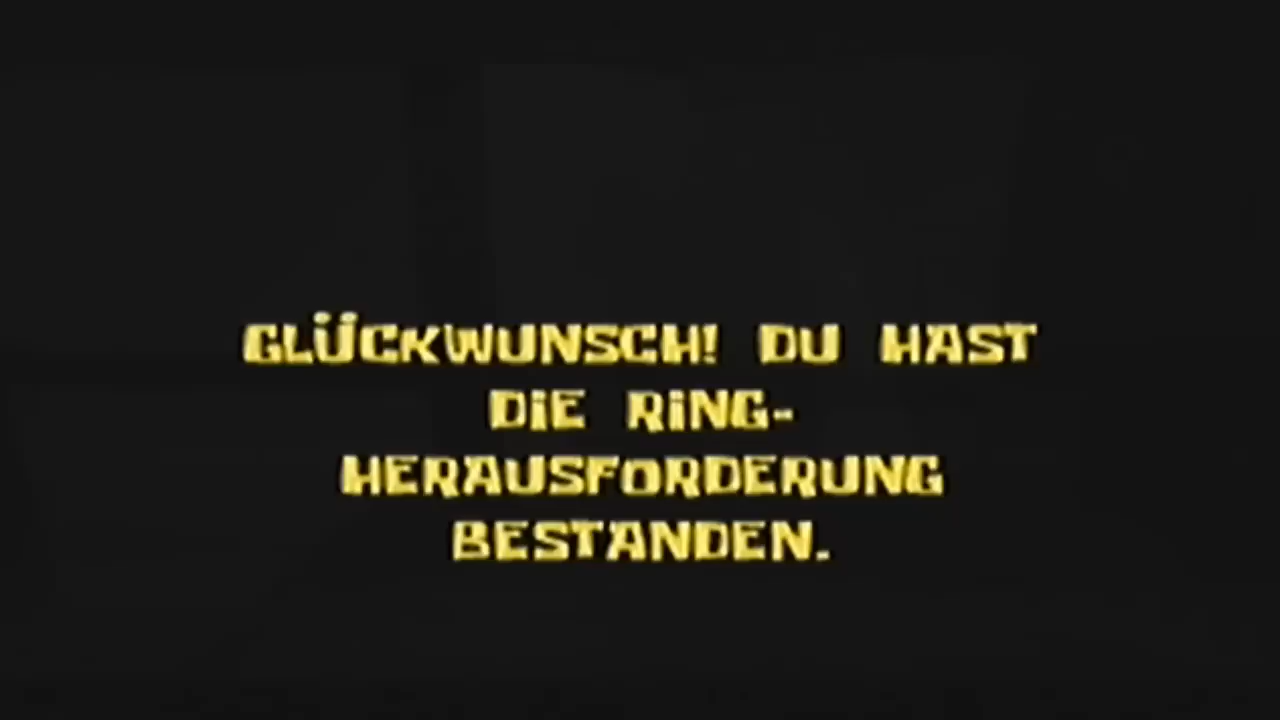 GLÜCKWUNSCH! DU HAST
DIE RING-
HERAUSFORDERUNG
BESTANDEN.